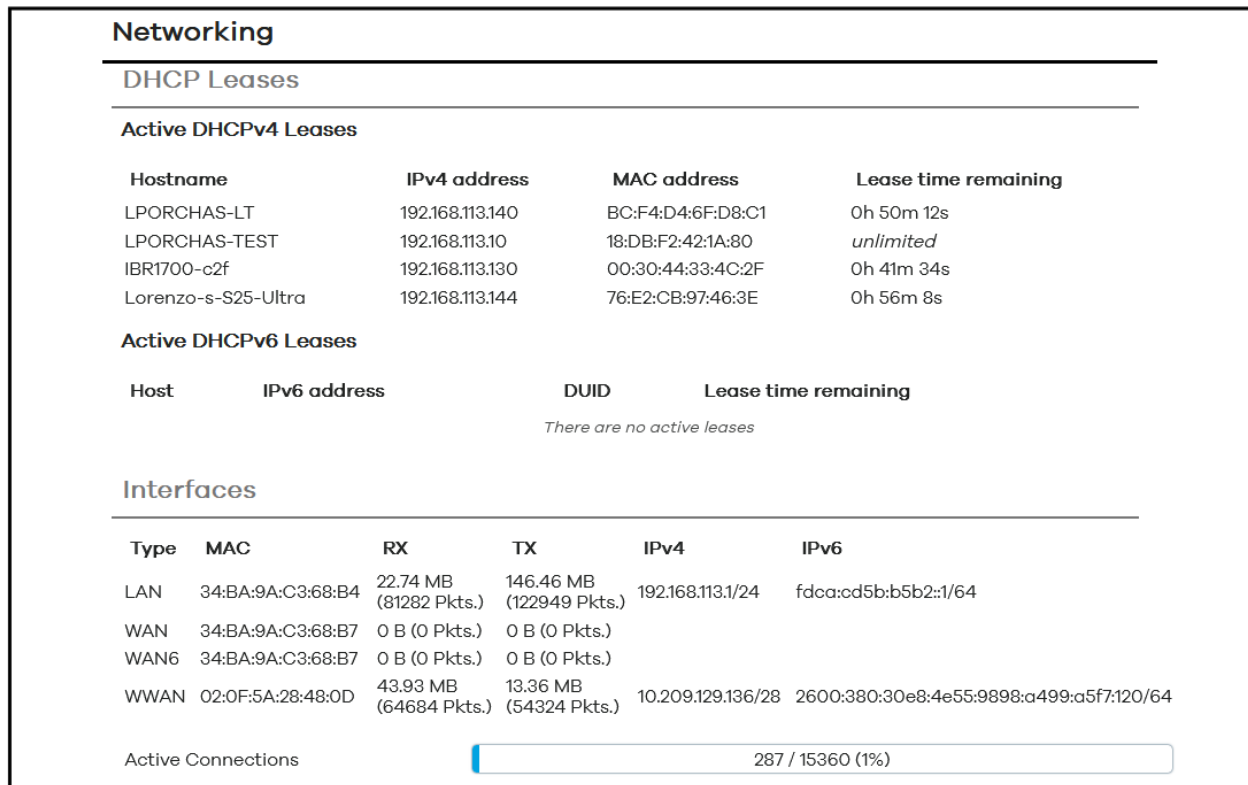 Networking
DHCP Leases
Active DHCPv4 Leases
Hostname IPv4 address MAC address Lease time remaining
LPORCHAS-LT 192.168.113.140 BC:F4:D4:6F:D8:C1 0h 50m 12s
LPORCHAS-TEST 192.168.113.10 18:DB:F2:42:1A:80 unlimited
IBR1700-c2f 192.168.113.130 00:30:44:33:4C:2F 0h 41m 34s
Lorenzo-s-S25-Ultra 192.168.113.144 76:E2:CB:97:46:3E 0h 56m 8s
Active DHCPv6 Leases
Host IPv6 address DUID Lease time remaining
There are no active leases
Interfaces
Type MAC RX TX IPv4 IPv6
LAN 34:BA:9A:C3:68:B4 22.74 MB (81282 Pkts.) 146.46 MB (122949 Pkts.) 192.168.113.1/24 fdca:cd5b:b5b2::1/64
WAN 34:BA:9A:C3:68:B7 0 B (0 Pkts.) 0 B (0 Pkts.)
WAN6 34:BA:9A:C3:68:B7 0 B (0 Pkts.) 0 B (0 Pkts.)
WWAN 02:0F:5A:28:48:0D 43.93 MB (64684 Pkts.) 13.36 MB (54324 Pkts.) 10.209.129.136/28 2600:380:30e8:4e55:9898:a499:a5f7:120/64
Active Connections 287 / 15360 (1%)